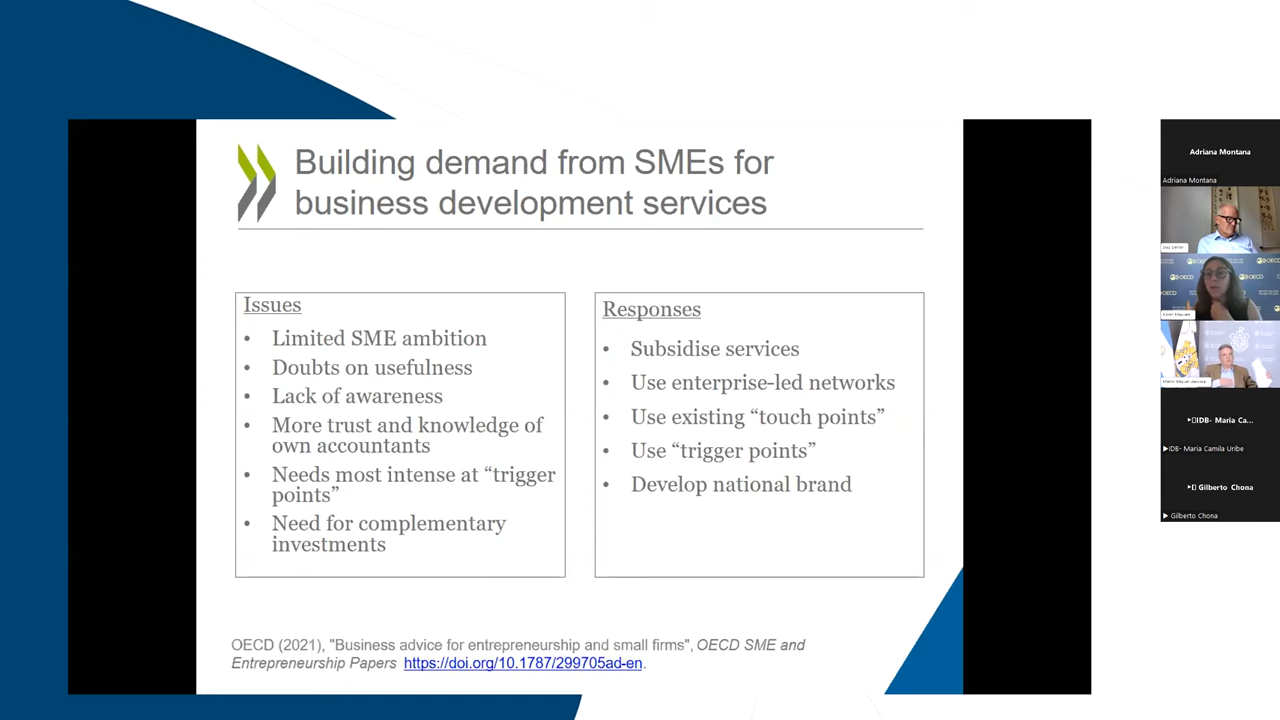 Building demand from SMEs for
business development services
Issues
• Limited SME ambition
• Doubts on usefulness
• Lack of awareness
• More trust and knowledge of
own accountants
• Needs most intense at “trigger
points”
• Need for complementary
investments
Responses
• Subsidise services
• Use enterprise-led networks
• Use existing “touch points”
• Use “trigger points”
• Develop national brand
OECD (2021), "Business advice for entrepreneurship and small firms", OECD SME and
Entrepreneurship Papers https://doi.org/10.1787/299705ad-en.
Adriana Montana
Adriana Montana
OECD
OECD
OECD
IDB- Maria Ca...
IDB- Maria Camila Uribe
Gilberto Chona
Gilberto Chona